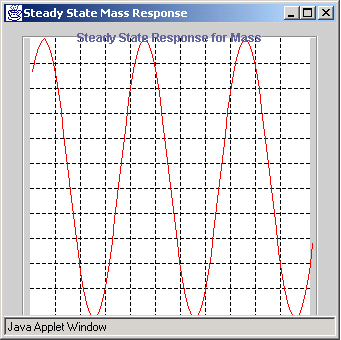 Steady State Mass Response
Steady State Response for Mass
Java Applet Window